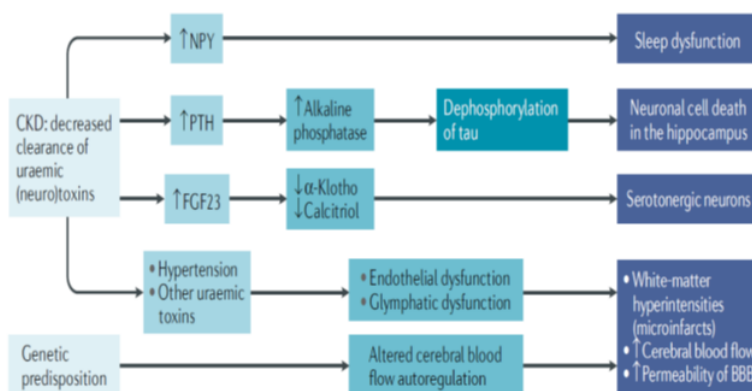 ↑NPY
Sleep dysfunction
CKD: decreased
clearance of
uraemic
(neuro)toxins
↑PTH
↑Alkaline
phosphatase
Dephosphorylation
of tau
Neuronal cell death
in the hippocampus
↑FGF23
↓α-Klotho
↓Calcitriol
Serotonergic neurons
• Hypertension
• Other uraemic
toxins
• Endothelial dysfunction
• Glymphatic dysfunction
• White-matter
hyperintensities
(microinfarcts)
• ↑Cerebral blood flow
• ↑Permeability of BBB
Genetic
predisposition
Altered cerebral blood
flow autoregulation